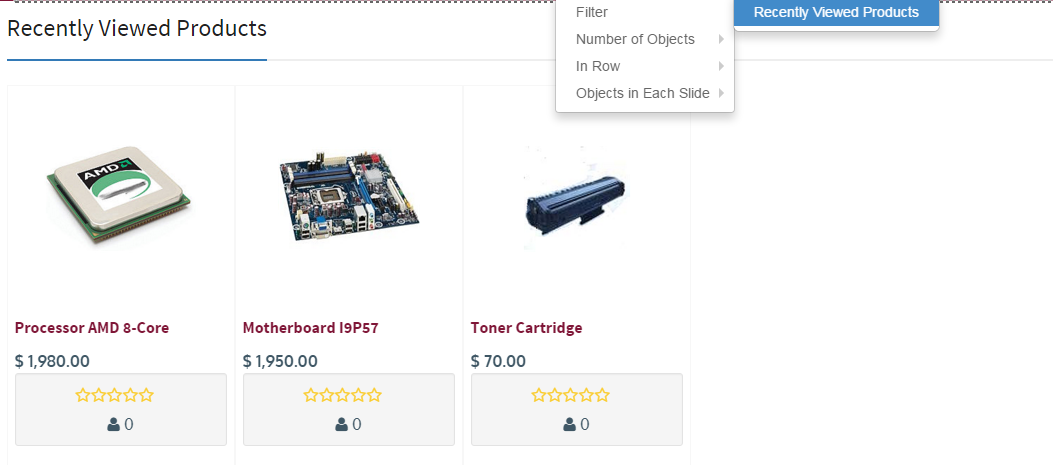 Filter
Recently Viewed Products
Recently Viewed Products
Number of Objects
In Row
Objects in Each Slide
AMD
Processor AMD 8-Core
Motherboard I9P57
Toner Cartridge
$ 1,980.00
$ 1,950.00
$ 70.00
0
0
0